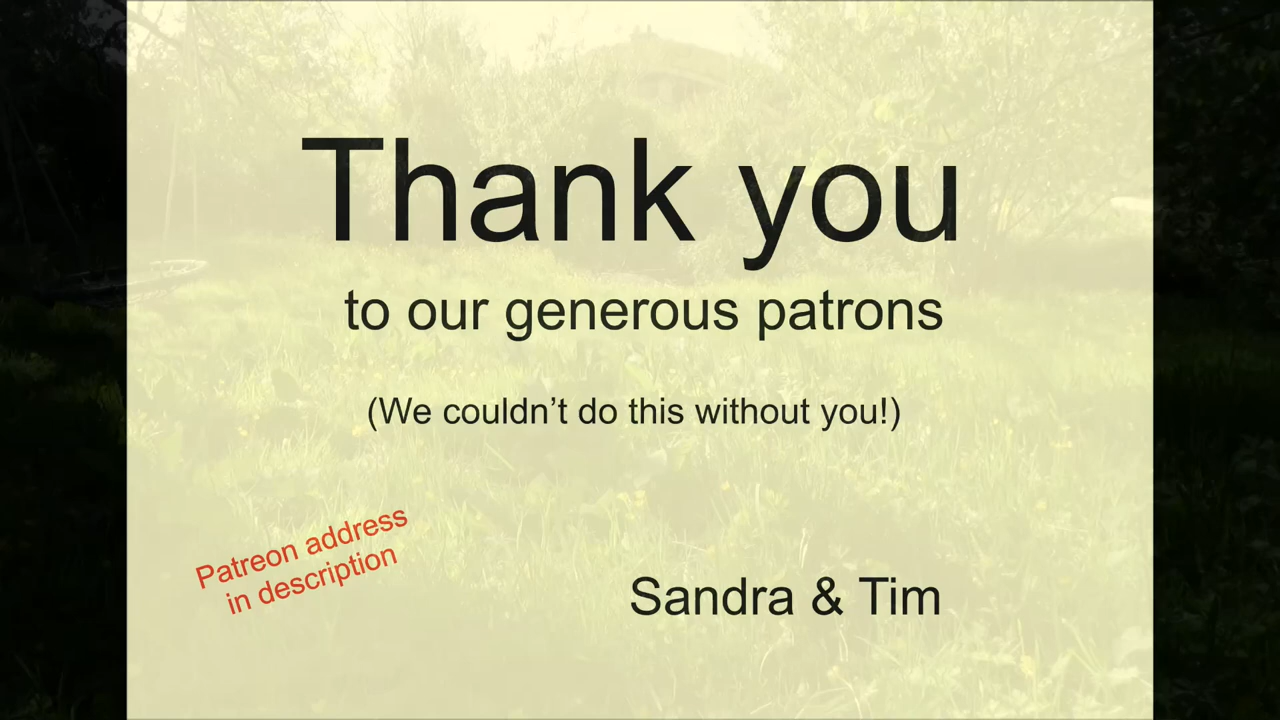 Thank you
to our generous patrons
(We couldn’t do this without you!)
Patreon address
in description
Sandra & Tim